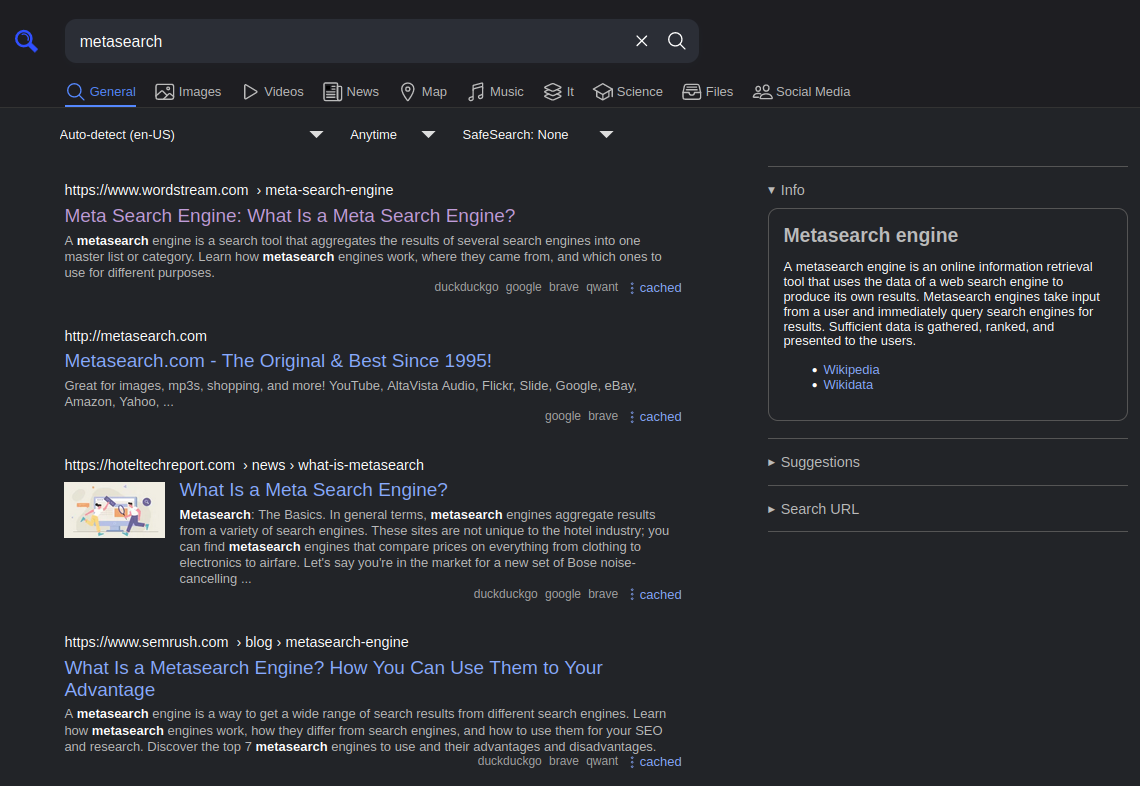 metasearch
General Images Videos News Map Music It Science Files Social Media
Auto-detect (en-US) Anytime SafeSearch: None
https://www.wordstream.com › meta-search-engine
Meta Search Engine: What Is a Meta Search Engine?
A metasearch engine is a search tool that aggregates the results of several search engines into one
master list or category. Learn how metasearch engines work, where they came from, and which ones to
use for different purposes.
duckduckgo google brave qwant cached
http://metasearch.com
Metasearch.com - The Original & Best Since 1995!
Great for images, mp3s, shopping, and more! YouTube, AltaVista Audio, Flickr, Slide, Google, eBay,
Amazon, Yahoo, ...
google brave cached
https://hoteltechreport.com › news › what-is-metasearch
What Is a Meta Search Engine?
Metasearch: The Basics. In general terms, metasearch engines aggregate results
from a variety of search engines. These sites are not unique to the hotel industry; you
can find metasearch engines that compare prices on everything from clothing to
electronics to airfare. Let's say you're in the market for a new set of Bose noise-
cancelling ...
duckduckgo google brave cached
https://www.semrush.com › blog › metasearch-engine
What Is a Metasearch Engine? How You Can Use Them to Your
Advantage
A metasearch engine is a way to get a wide range of search results from different search engines. Learn
how metasearch engines work, how they differ from search engines, and how to use them for your SEO
and research. Discover the top 7 metasearch engines to use and their advantages and disadvantages.
duckduckgo brave qwant cached
Info
Metasearch engine
A metasearch engine is an online information retrieval
tool that uses the data of a web search engine to
produce its own results. Metasearch engines take input
from a user and immediately query search engines for
results. Sufficient data is gathered, ranked, and
presented to the users.
Wikipedia
Wikidata
Suggestions
Search URL